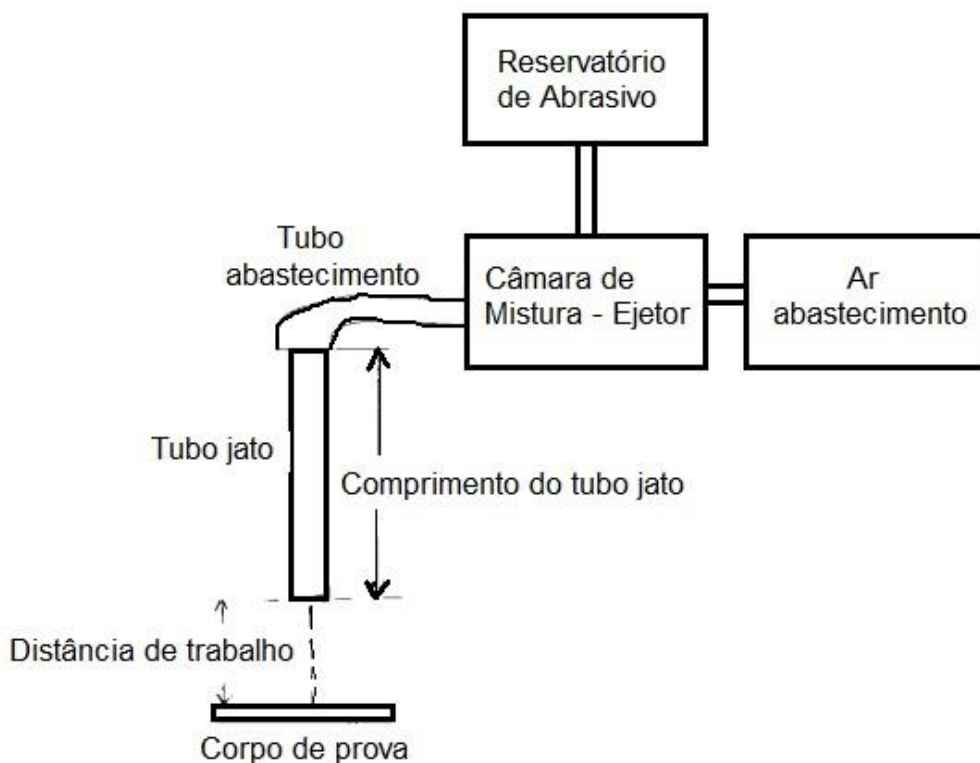 Reservatório
de Abrasivo
Tubo
abastecimento
Câmara de
Mistura - Ejetor
Ar
abastecimento
Tubo jato
Comprimento do tubo jato
Distância de trabalho
Corpo de prova